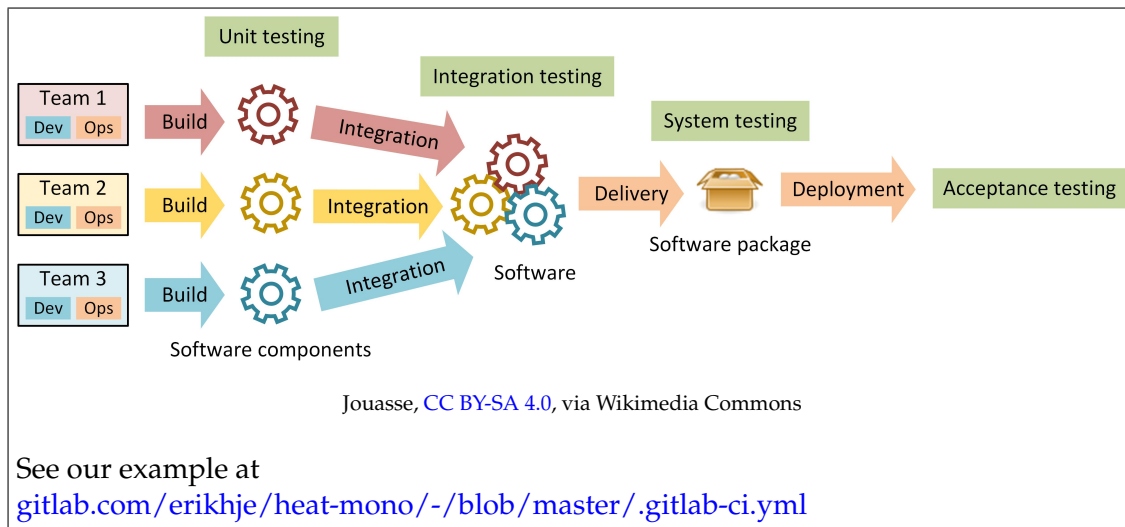 Unit testing
Integration testing
System testing
Acceptance testing
Team 1
Dev Ops
Build
Integration
Team 2
Dev Ops
Build
Integration
Delivery
Deployment
Software package
Team 3
Dev Ops
Build
Integration
Software
Software components
Jouasse, CC BY-SA 4.0, via Wikimedia Commons
See our example at
gitlab.com/erikhje/heat-mono/-/blob/master/.gitlab-ci.yml